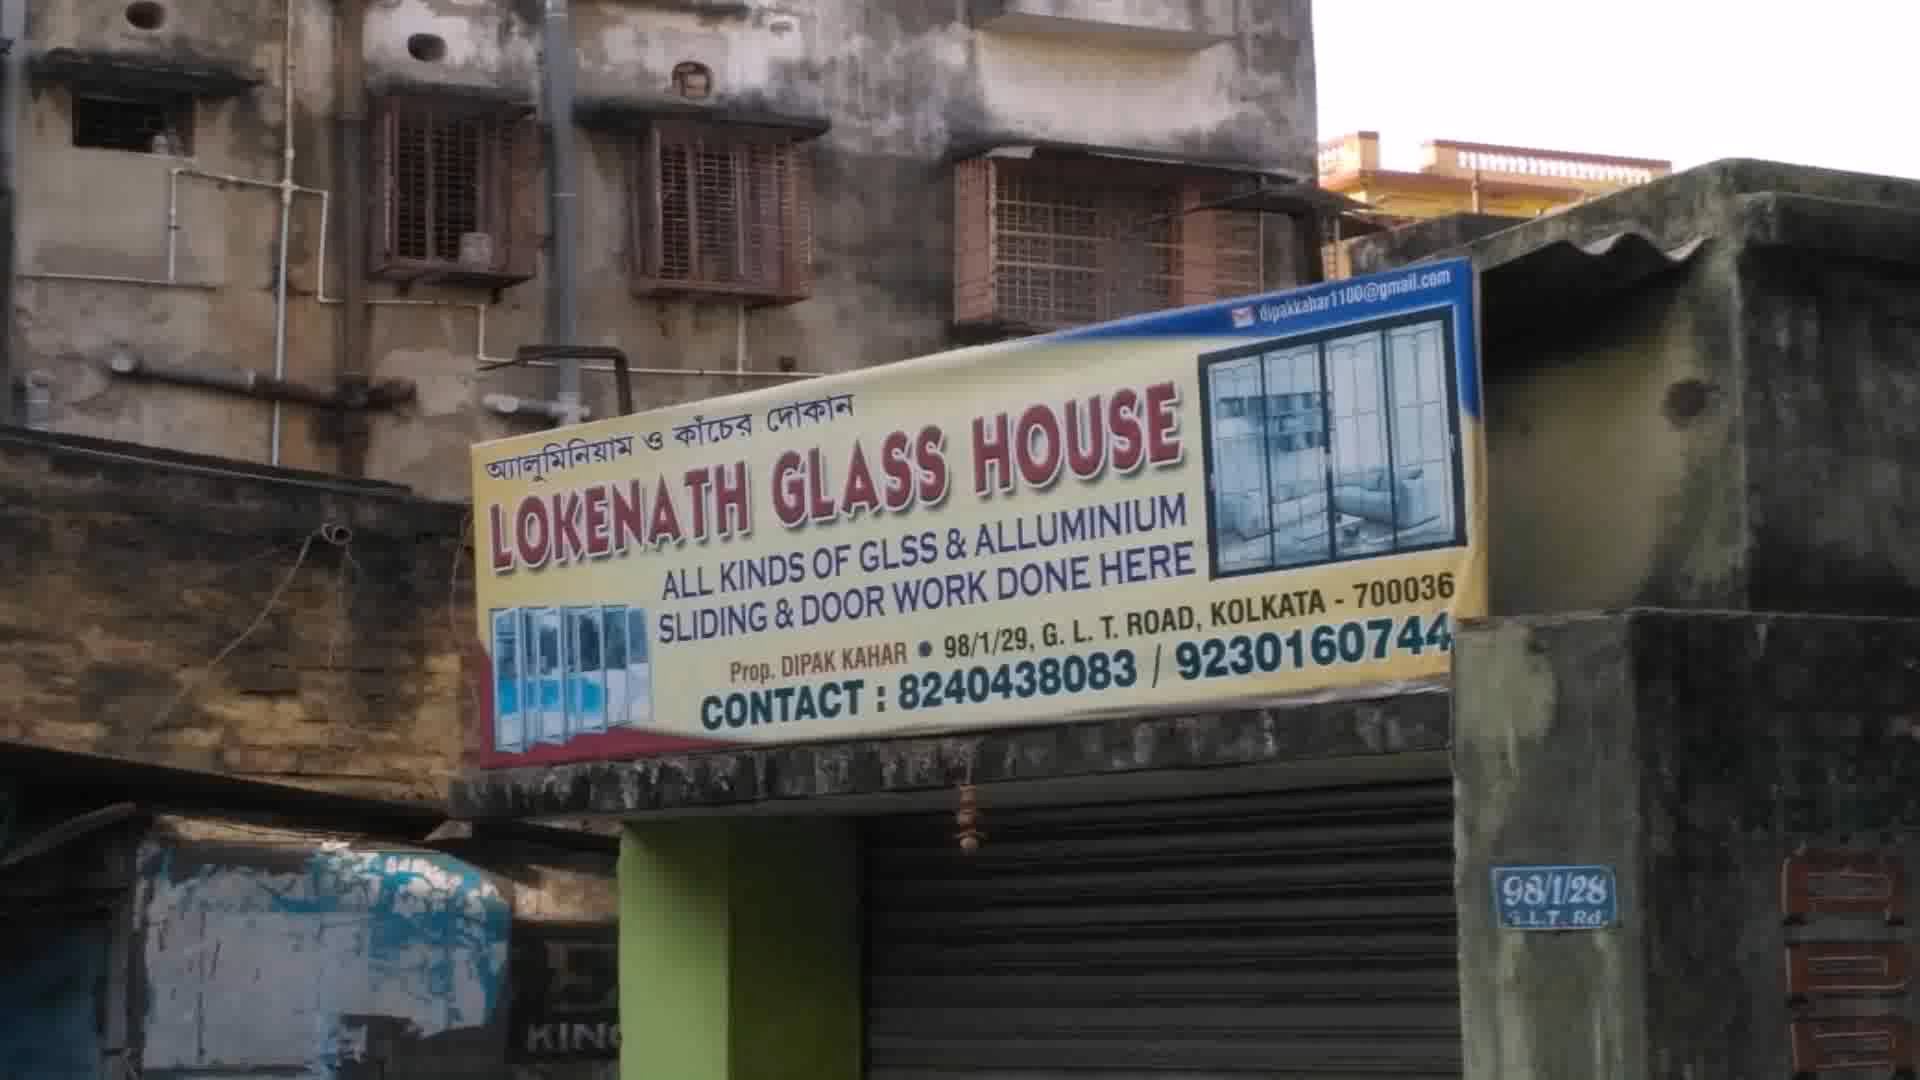 dipakkahar1100@gmail.com
অ্যালুমিনিয়াম ও কাঁচের দোকান
LOKENATH GLASS HOUSE
ALL KINDS OF GLSS & ALLUMINIUM
SLIDING & DOOR WORK DONE HERE
Prop. DIPAK KAHAR • 98/1/29, G. L. T. ROAD, KOLKATA - 700036
CONTACT : 8240438083 / 9230160744
98/1/28
G.L.T. Rd.